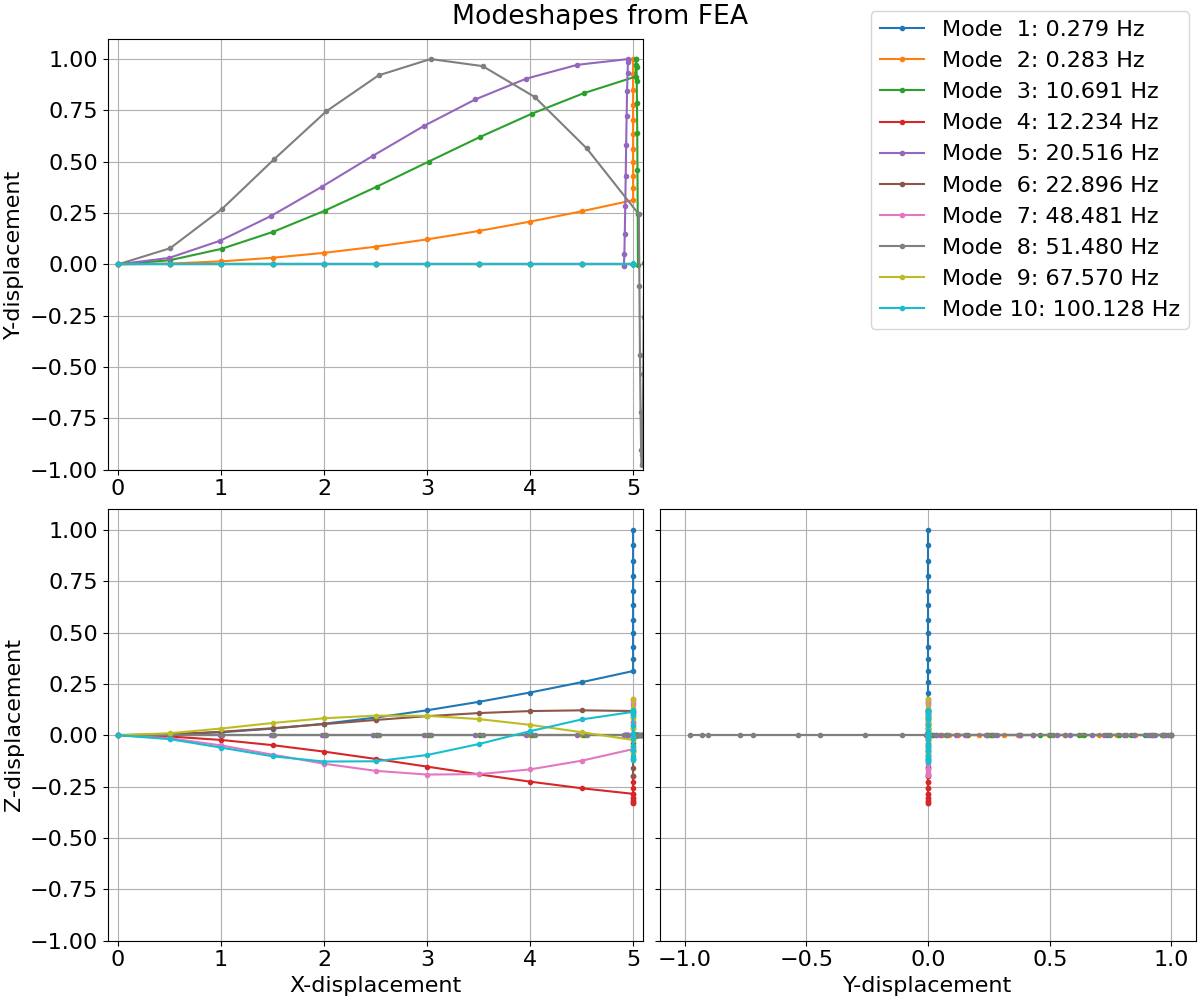 Modeshapes from FEA
Mode  1: 0.279 Hz
Mode  2: 0.283 Hz
Mode  3: 10.691 Hz
Mode  4: 12.234 Hz
Mode  5: 20.516 Hz
Mode  6: 22.896 Hz
Mode  7: 48.481 Hz
Mode  8: 51.480 Hz
Mode  9: 67.570 Hz
Mode 10: 100.128 Hz
Y-displacement
1.00
0.75
0.50
0.25
0.00
−0.25
−0.50
−0.75
−1.00
0 1 2 3 4 5
Z-displacement
1.00
0.75
0.50
0.25
0.00
−0.25
−0.50
−0.75
−1.00
0 1 2 3 4 5
X-displacement
−1.0 −0.5 0.0 0.5 1.0
Y-displacement